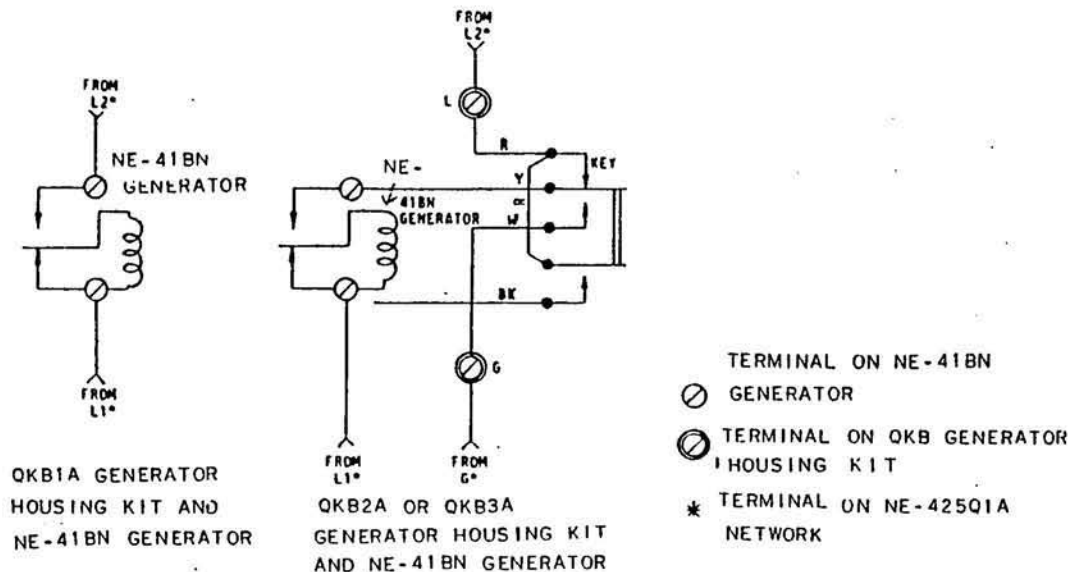 FROM
L2*
NE-41BN
GENERATOR
FROM
L1*
QKB1A GENERATOR
HOUSING KIT AND
NE-41BN GENERATOR
FROM
L2*
L
R
KEY
NE-
41BN
GENERATOR
Y
R
W
BK
G
FROM
L1*
FROM
G*
QKB2A OR QKB3A
GENERATOR HOUSING KIT
AND NE-41BN GENERATOR
TERMINAL ON NE-41BN
GENERATOR
TERMINAL ON QKB GENERATOR
HOUSING KIT
* TERMINAL ON NE-425Q1A
NETWORK